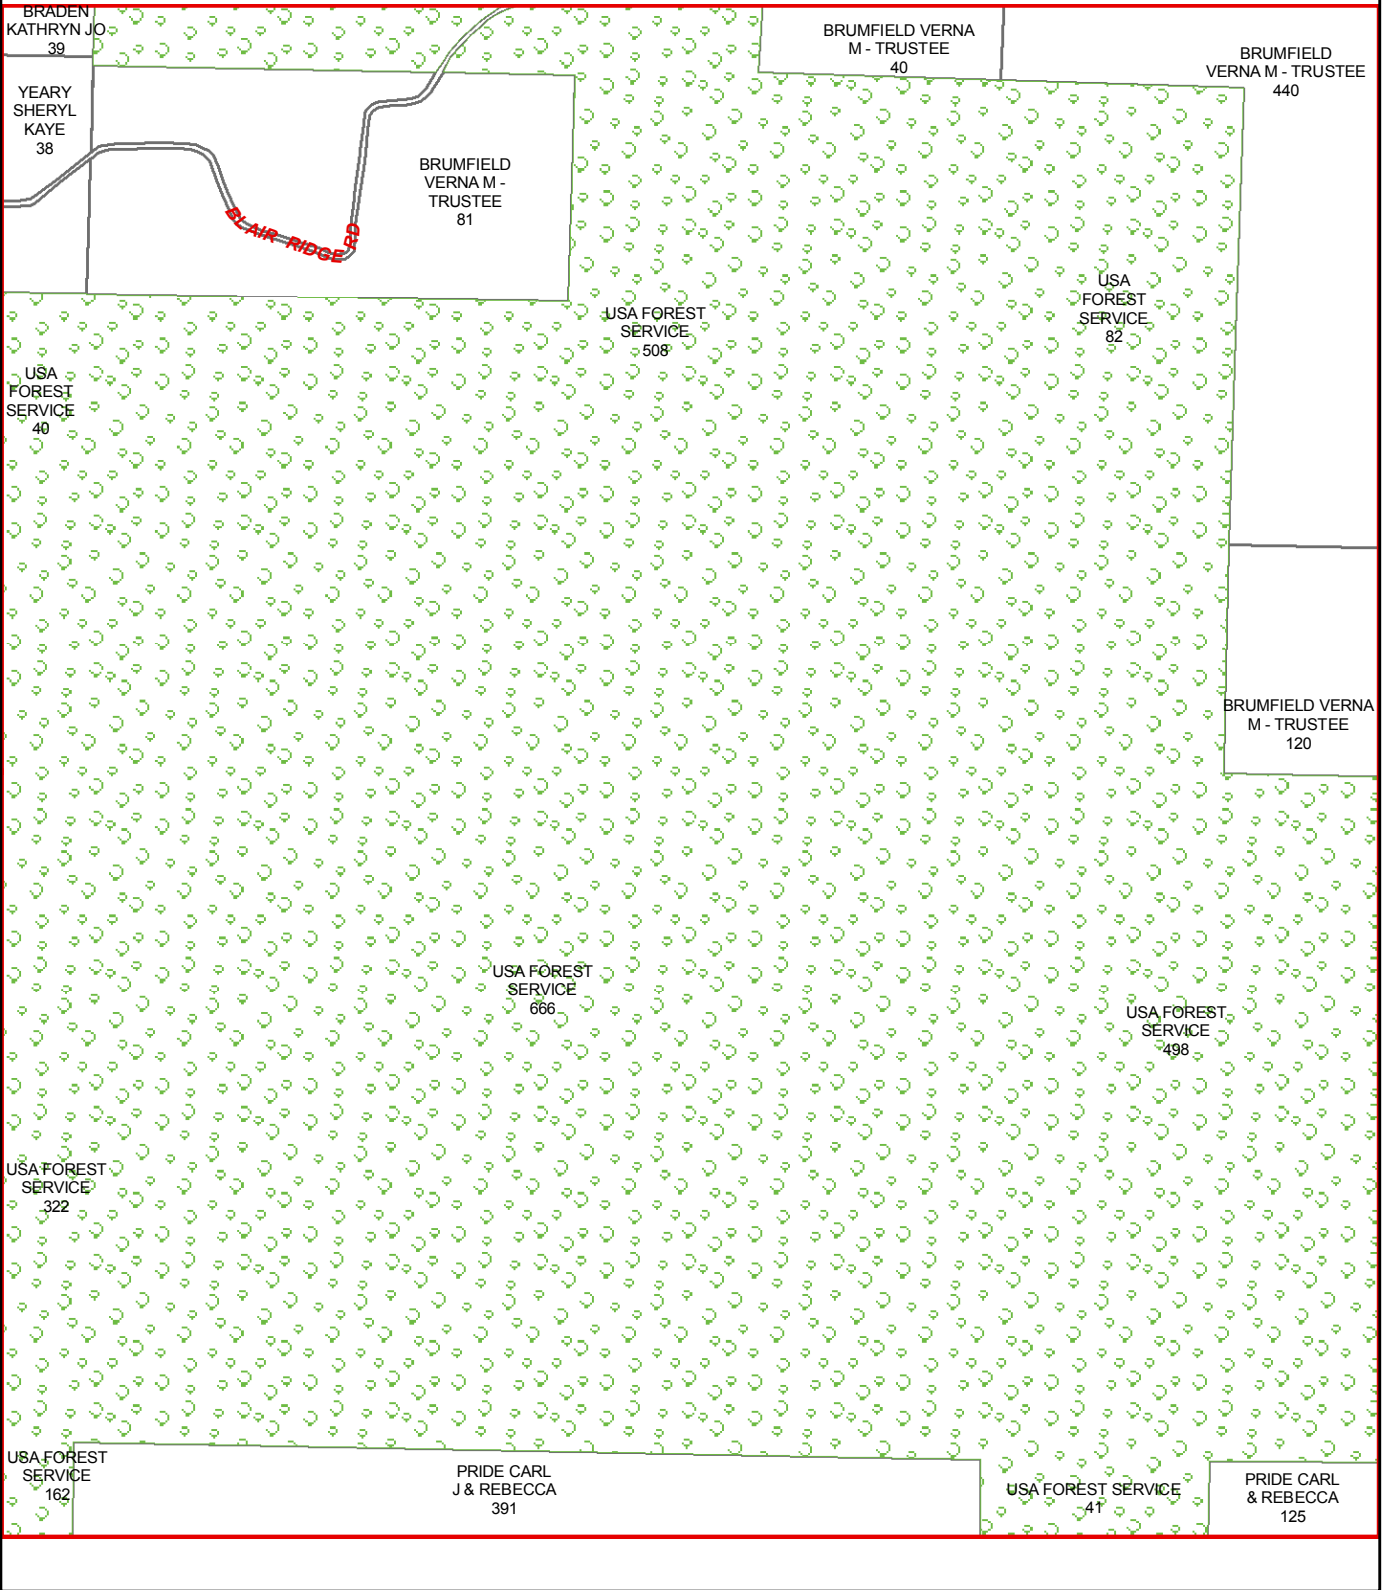 BRADEN
KATHRYN JO
39
BRUMFIELD VERNA
M - TRUSTEE
40
BRUMFIELD
VERNA M - TRUSTEE
440
YEARY
SHERYL
KAYE
38
BRUMFIELD
VERNA M -
TRUSTEE
81
BLAIR RIDGE RD
USA FOREST
SERVICE
508
USA
FOREST
SERVICE
82
USA
FOREST
SERVICE
40
BRUMFIELD VERNA
M - TRUSTEE
120
USA FOREST
SERVICE
666
USA FOREST
SERVICE
498
USA FOREST
SERVICE
322
USA FOREST
SERVICE
162
PRIDE CARL
J & REBECCA
391
USA FOREST SERVICE
41
PRIDE CARL
& REBECCA
125